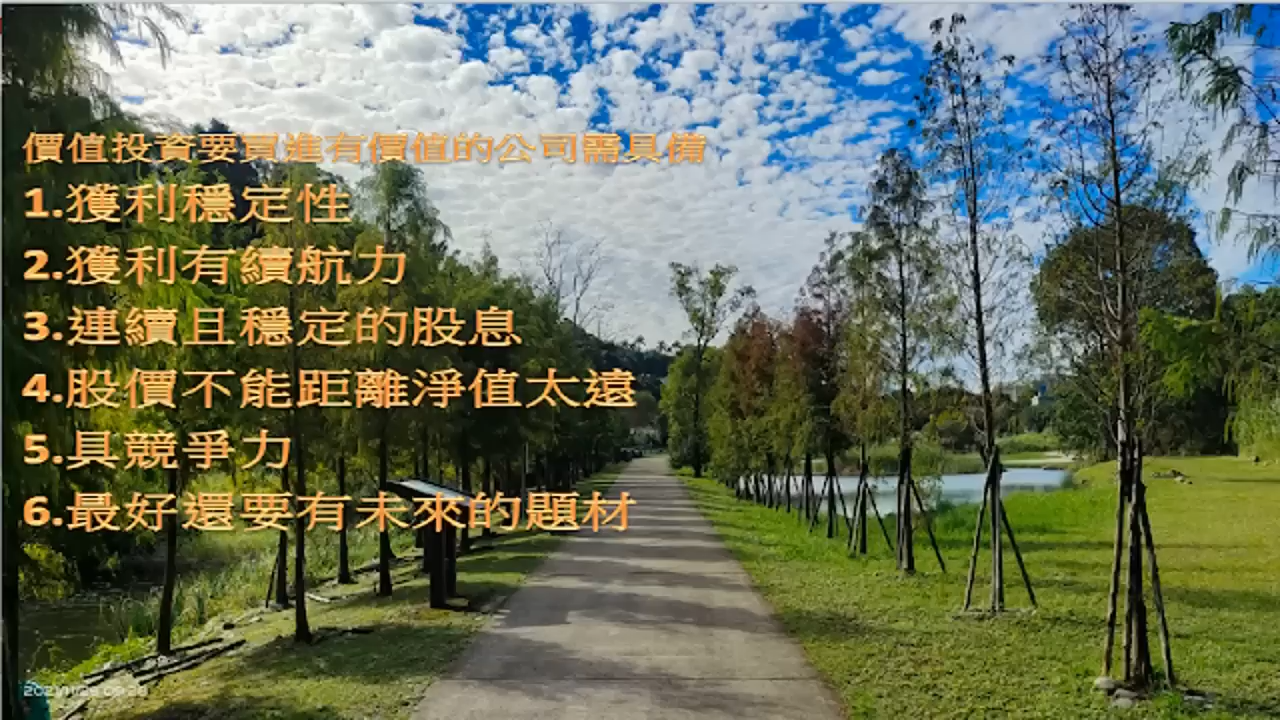 價值投資要買進有價值的公司需具備
1.獲利穩定性
2.獲利有續航力
3.連續且穩定的股息
4.股價不能距離淨值太遠
5.具競爭力
6.最好還要有未來的題材